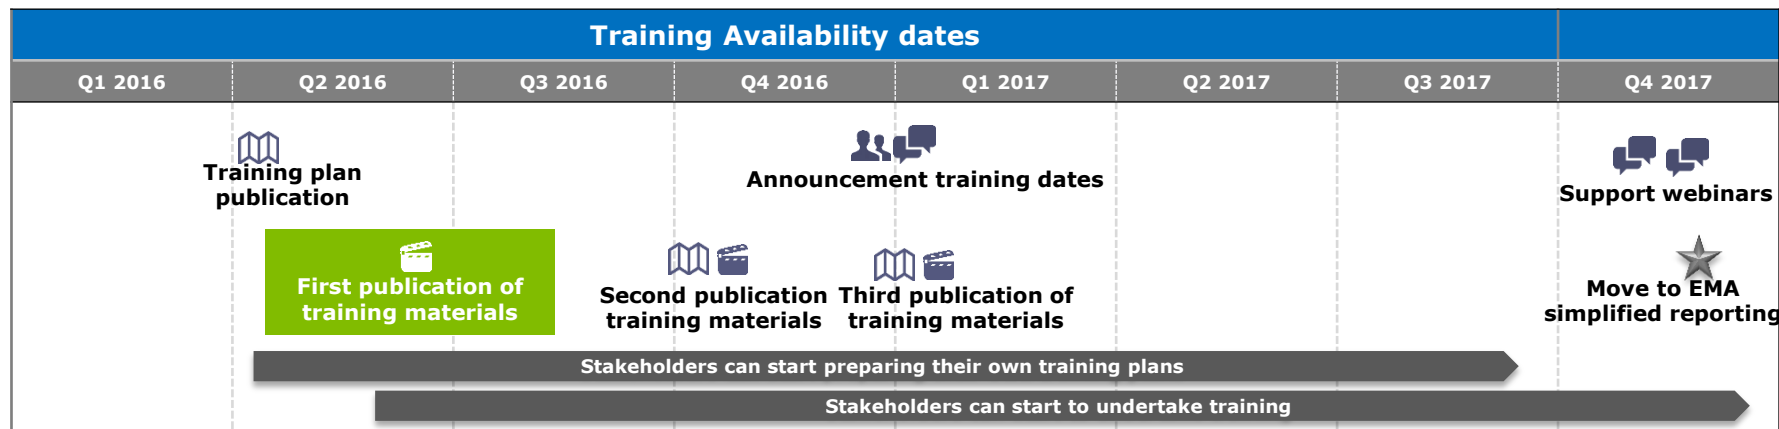 Training Availability dates
Q1 2016
Q2 2016
Q3 2016
Q4 2016
Q1 2017
Q2 2017
Q3 2017
Q4 2017
Training plan
publication
Announcement training dates
Support webinars
First publication of
training materials
Second publication
training materials
Third publication of
training materials
Move to EMA
simplified reporting
Stakeholders can start preparing their own training plans
Stakeholders can start to undertake training